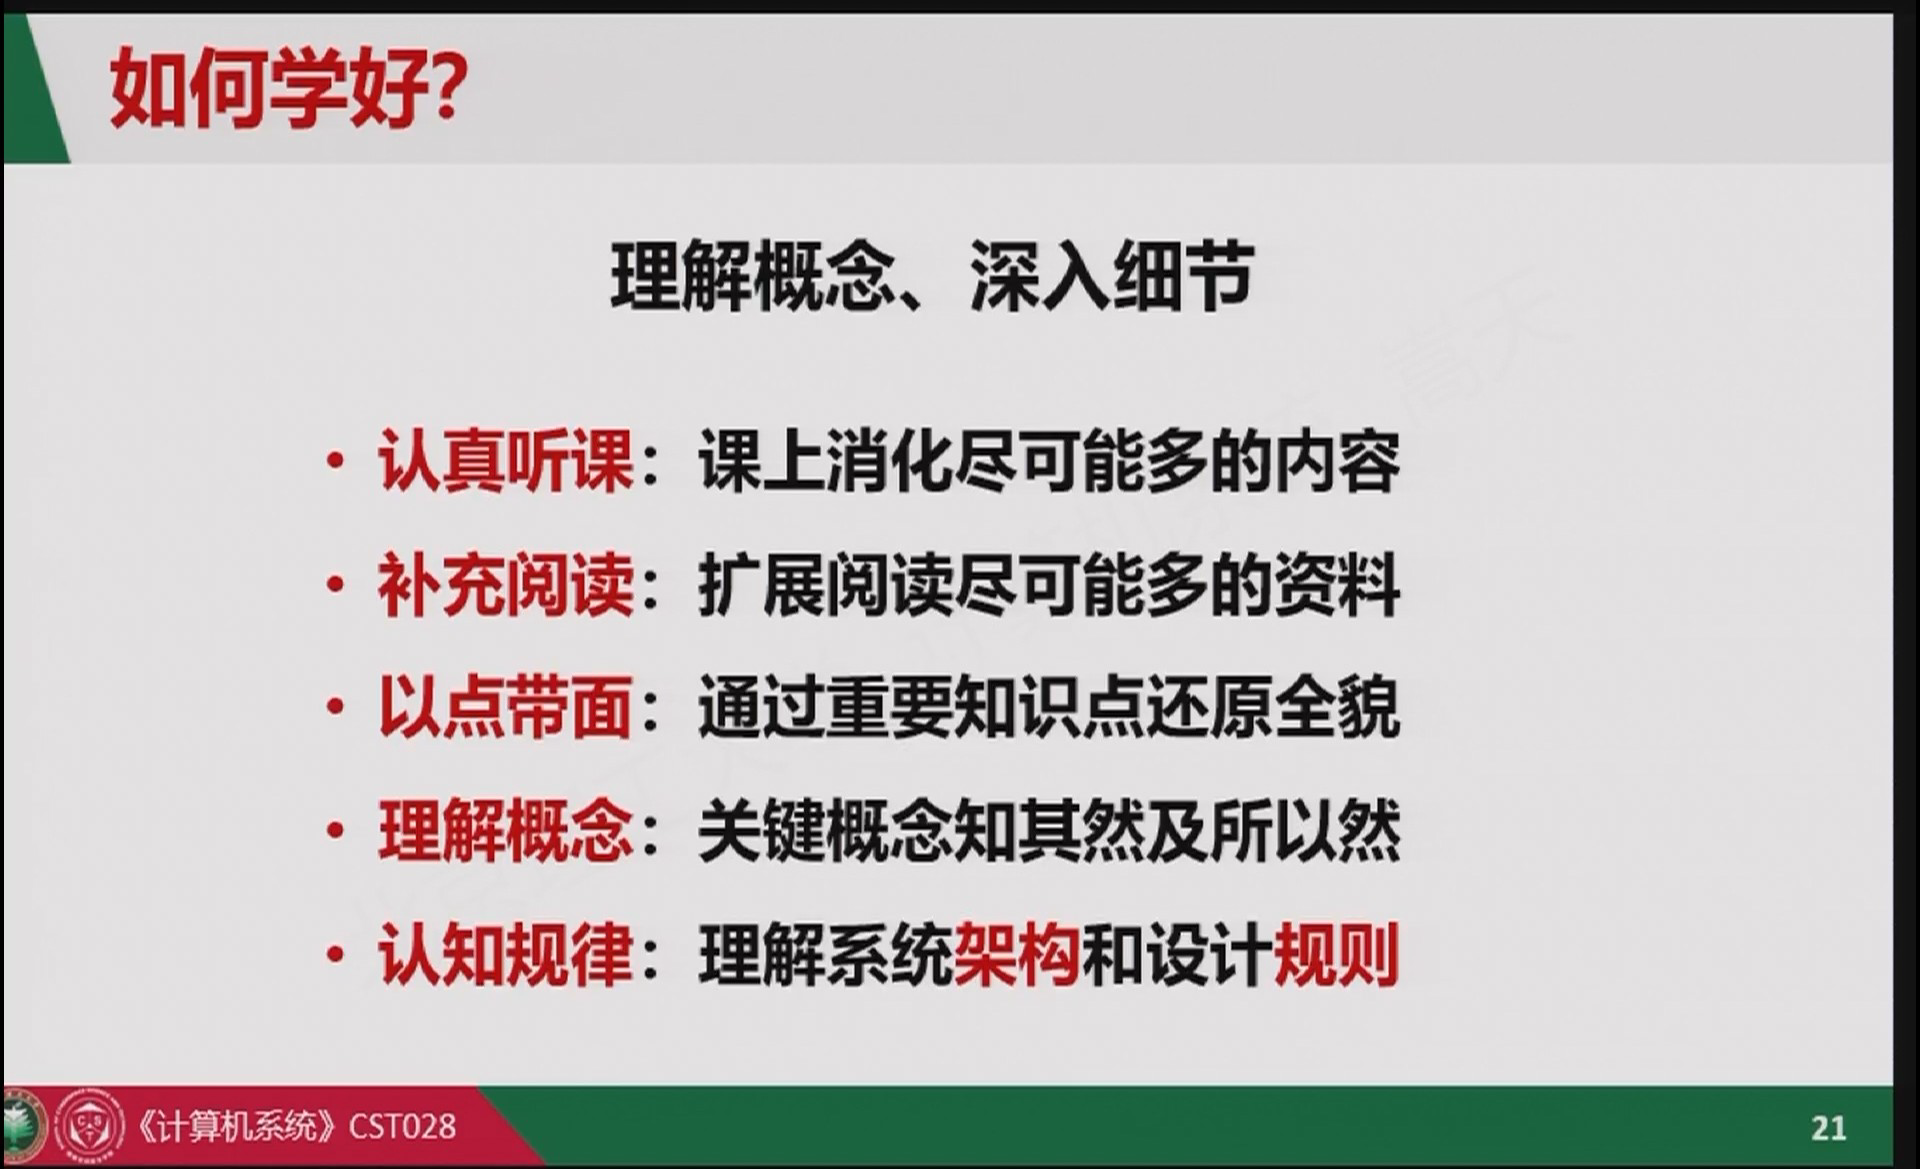 如何学好?
理解概念、深入细节
• 认真听课：课上消化尽可能多的内容
• 补充阅读：扩展阅读尽可能多的资料
• 以点带面：通过重要知识点还原全貌
• 理解概念：关键概念知其然及所以然
• 认知规律：理解系统架构和设计规则
《计算机系统》CST028
21